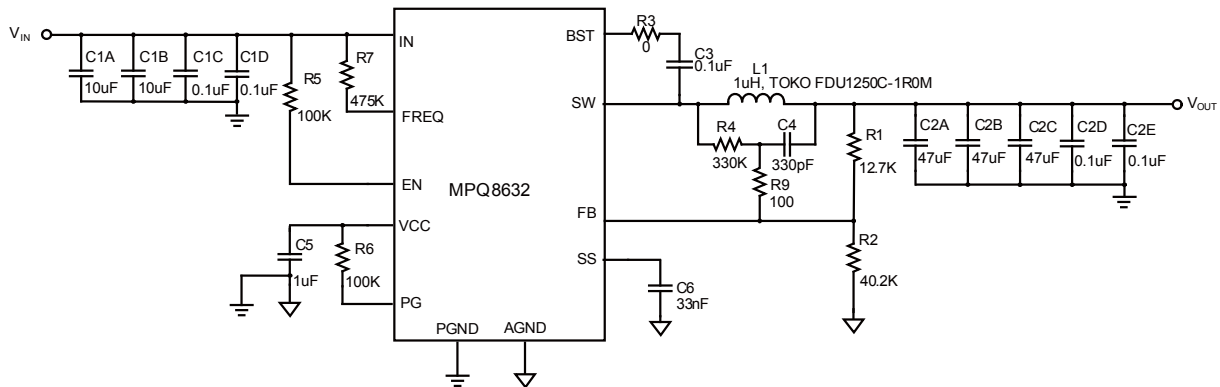 VIN
C1A
10uF
C1B
10uF
C1C
0.1uF
C1D
0.1uF
R5
100K
R7
475K
IN
FREQ
EN
VCC
PG
PGND
AGND
MPQ8632
BST
SW
FB
SS
C5
1uF
R6
100K
R3
0
C3
0.1uF
L1
1uH, TOKO FDU1250C-1R0M
R4
330K
C4
330pF
R9
100
R1
12.7K
R2
40.2K
C6
33nF
C2A
47uF
C2B
47uF
C2C
47uF
C2D
0.1uF
C2E
0.1uF
VOUT